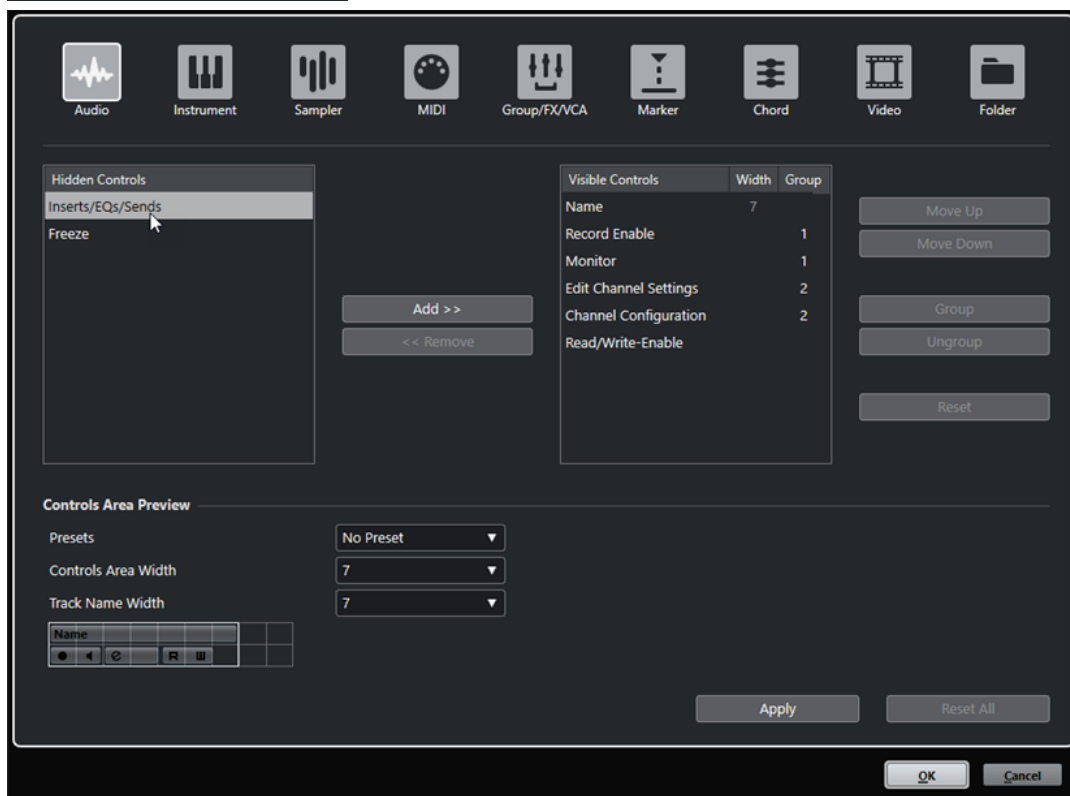 Audio Instrument Sampler MIDI Group/FX/VCA Marker Chord Video Folder
Hidden Controls
Inserts/EQs/Sends
Freeze
Add >>
<< Remove
Visible Controls Width Group
Name 7
Record Enable 1
Monitor 1
Edit Channel Settings 2
Channel Configuration 2
Read/Write-Enable
Move Up
Move Down
Group
Ungroup
Reset
Controls Area Preview
Presets No Preset
Controls Area Width 7
Track Name Width 7
Name
e R W
Apply Reset All
OK Cancel